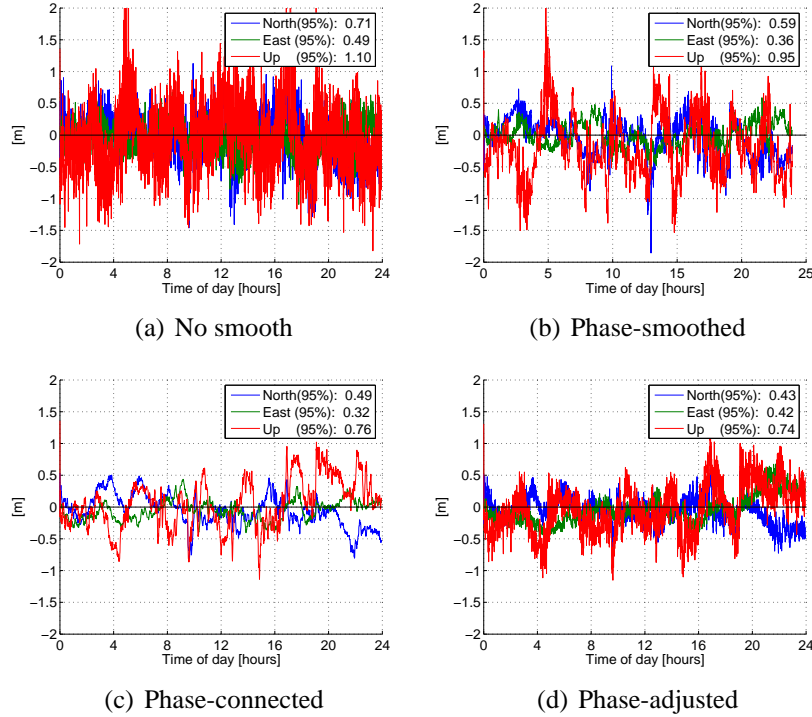 2
1.5
1
0.5
0
−0.5
−1
−1.5
−2
[m]
North(95%): 0.71
East (95%): 0.49
Up (95%): 1.10
0 4 8 12 16 20 24
Time of day [hours]
(a) No smooth
2
1.5
1
0.5
0
−0.5
−1
−1.5
−2
[m]
North(95%): 0.59
East (95%): 0.36
Up (95%): 0.95
0 5 10 15 20 25
Time of day [hours]
(b) Phase-smoothed
2
1.5
1
0.5
0
−0.5
−1
−1.5
−2
[m]
North(95%): 0.49
East (95%): 0.32
Up (95%): 0.76
0 4 8 12 16 20 24
Time of day [hours]
(c) Phase-connected
2
1.5
1
0.5
0
−0.5
−1
−1.5
−2
[m]
North(95%): 0.43
East (95%): 0.42
Up (95%): 0.74
0 4 8 12 16 20 24
Time of day [hours]
(d) Phase-adjusted